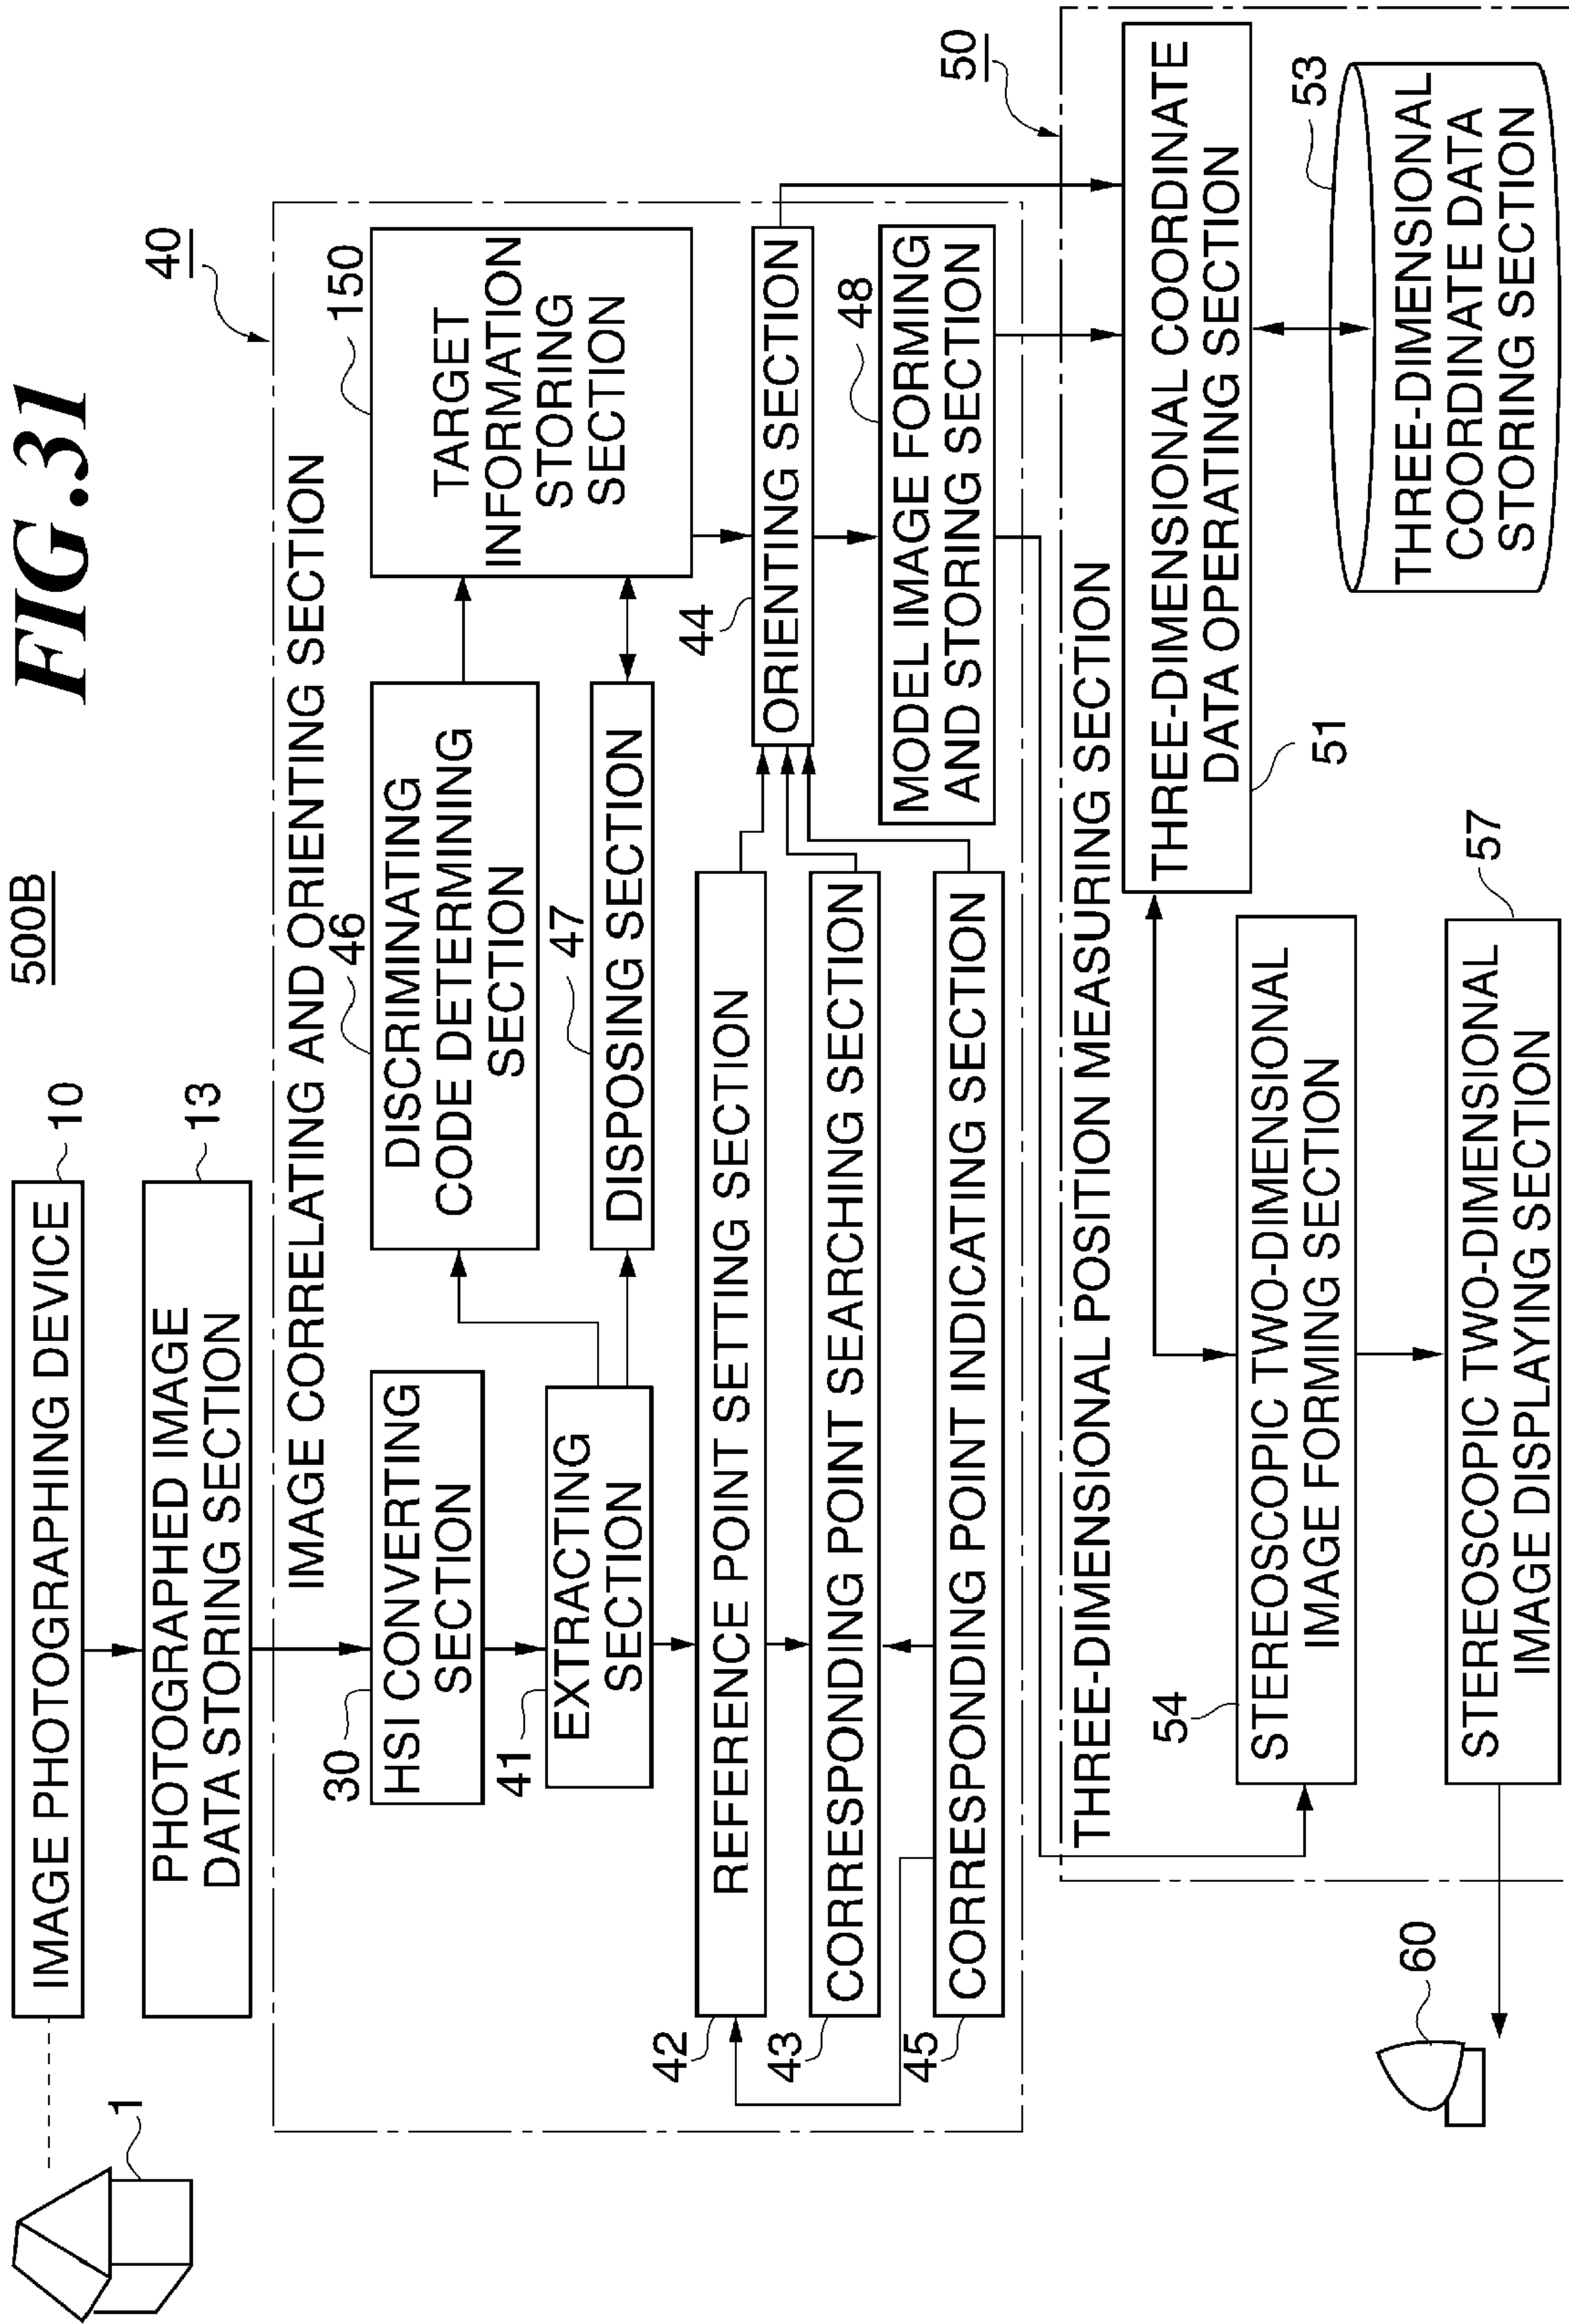 FIG.31
500B
1
IMAGE PHOTOGRAPHING DEVICE
10
PHOTOGRAPHED IMAGE
DATA STORING SECTION
13
40
IMAGE CORRELATING AND ORIENTING SECTION
30
HSI CONVERTING
SECTION
46
DISCRIMINATING
CODE DETERMINING
SECTION
150
TARGET
INFORMATION
STORING
SECTION
41
EXTRACTING
SECTION
47
DISPOSING SECTION
42
REFERENCE POINT SETTING SECTION
44
ORIENTING SECTION
43
CORRESPONDING POINT SEARCHING SECTION
48
MODEL IMAGE FORMING
AND STORING SECTION
45
CORRESPONDING POINT INDICATING SECTION
50
THREE-DIMENSIONAL POSITION MEASURING SECTION
THREE-DIMENSIONAL COORDINATE
DATA OPERATING SECTION
51
54
STEREOSCOPIC TWO-DIMENSIONAL
IMAGE FORMING SECTION
53
THREE-DIMENSIONAL
COORDINATE DATA
STORING SECTION
57
STEREOSCOPIC TWO-DIMENSIONAL
IMAGE DISPLAYING SECTION
60